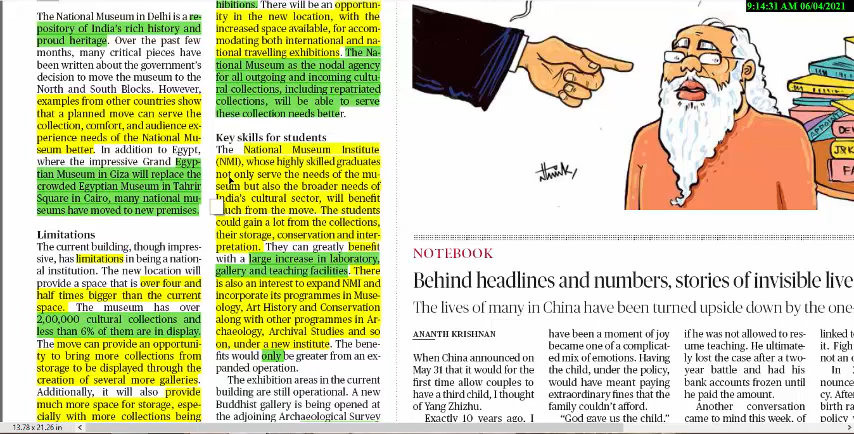 9:14:31 AM 06/04/2021
The National Museum in Delhi is a re-
pository of India's rich history and
proud heritage. Over the past few
months, many critical pieces have
been written about the government's
decision to move the museum to the
North and South Blocks. However,
examples from other countries show
that a planned move can serve the
collection, comfort, and audience ex-
perience needs of the National Mu-
seum better. In addition to Egypt,
where the impressive Grand Egyp-
tian Museum in Giza will replace the
crowded Egyptian Museum in Tahrir
Square in Cairo, many national mu-
seums have moved to new premises.
Limitations
The current building, though impres-
sive, has limitations in being a nation-
al institution. The new location will
provide a space that is over four and
half times bigger than the current
space. The museum has over
2,00,000 cultural collections and
less than 6% of them are in display.
The move can provide an opportuni-
ty to bring more collections from
storage to be displayed through the
creation of several more galleries.
Additionally, it will also provide
much more space for storage, espe-
cially with more collections being
hibitions. There will be an opportun-
ity in the new location, with the
increased space available, for accom-
modating both international and na-
tional travelling exhibitions. The Na-
tional Museum as the nodal agency
for all outgoing and incoming cultu-
ral collections, including repatriated
collections, will be able to serve
these collection needs better.
Key skills for students
The National Museum Institute
(NMI), whose highly skilled graduates
not only serve the needs of the mu-
seum but also the broader needs of
India's cultural sector, will benefit
much from the move. The students
could gain a lot from the collections,
their storage, conservation and inter-
pretation. They can greatly benefit
with a large increase in laboratory,
gallery and teaching facilities. There
is also an interest to expand NMI and
incorporate its programmes in Muse-
ology, Art History and Conservation
along with other programmes in Ar-
chaeology, Archival Studies and so
on, under a new institute. The bene-
fits would only be greater from an ex-
panded operation.
The exhibition areas in the current
building are still operational. A new
Buddhist gallery is being opened at
the adjoining Archaeological Survey
NOTEBOOK
Behind headlines and numbers, stories of invisible live
The lives of many in China have been turned upside down by the one-
ANANTH KRISHNAN
When China announced on
May 31 that it would for the
first time allow couples to
have a third child, I thought
of Yang Zhizhu.
Exactly 10 years ago, I
have been a moment of joy
became one of a complicat-
ed mix of emotions. Having
the child, under the policy,
would have meant paying
extraordinary fines that the
family couldn't afford.
"God gave us the child,"
if he was not allowed to res-
ume teaching. He ultimate-
ly lost the case after a two-
year battle and had his
bank accounts frozen until
he paid the amount.
Another conversation
came to mind this week, of
linked t
it. Figh
not an o
In
nounce
cy. Afte
birth ra
policy
13.78 x 21.26 in